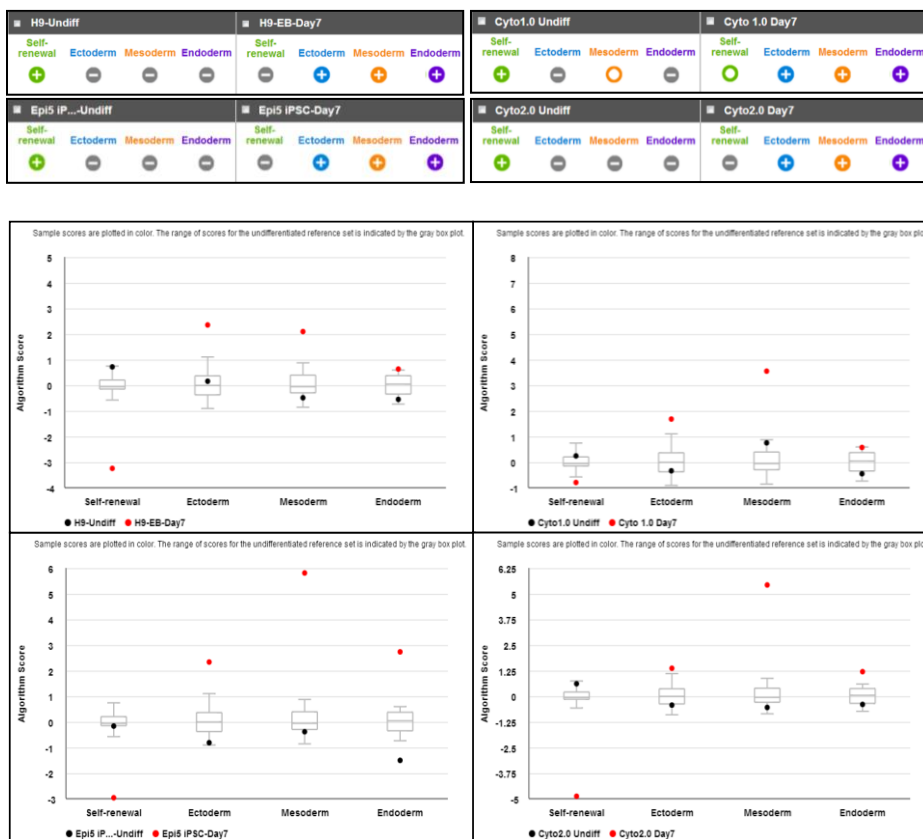 H9-Undiff
H9-EB-Day7
Self-
renewal Ectoderm Mesoderm Endoderm
Self-
renewal Ectoderm Mesoderm Endoderm
Cyto1.0 Undiff
Cyto 1.0 Day7
Self-
renewal Ectoderm Mesoderm Endoderm
Self-
renewal Ectoderm Mesoderm Endoderm
Epi5 iP...-Undiff
Epi5 iPSC-Day7
Self-
renewal Ectoderm Mesoderm Endoderm
Self-
renewal Ectoderm Mesoderm Endoderm
Cyto2.0 Undiff
Cyto2.0 Day7
Self-
renewal Ectoderm Mesoderm Endoderm
Self-
renewal Ectoderm Mesoderm Endoderm
Sample scores are plotted in color. The range of scores for the undifferentiated reference set is indicated by the gray box plot.
Algorithm Score
5
4
3
2
1
0
-1
-2
-3
-4
Self-renewal Ectoderm Mesoderm Endoderm
H9-Undiff H9-EB-Day7
Sample scores are plotted in color. The range of scores for the undifferentiated reference set is indicated by the gray box plot
Algorithm Score
8
7
6
5
4
3
2
1
0
-1
Self-renewal Ectoderm Mesoderm Endoderm
Cyto1.0 Undiff Cyto 1.0 Day7
Sample scores are plotted in color. The range of scores for the undifferentiated reference set is indicated by the gray box plot.
Algorithm Score
6
5
4
3
2
1
0
-1
-2
-3
Self-renewal Ectoderm Mesoderm Endoderm
Epi5 iP...-Undiff Epi5 iPSC-Day7
Sample scores are plotted in color. The range of scores for the undifferentiated reference set is indicated by the gray box plot
Algorithm Score
6.25
5
3.75
2.5
1.25
0
-1.25
-2.5
-3.75
-5
Self-renewal Ectoderm Mesoderm Endoderm
Cyto2.0 Undiff Cyto2.0 Day7